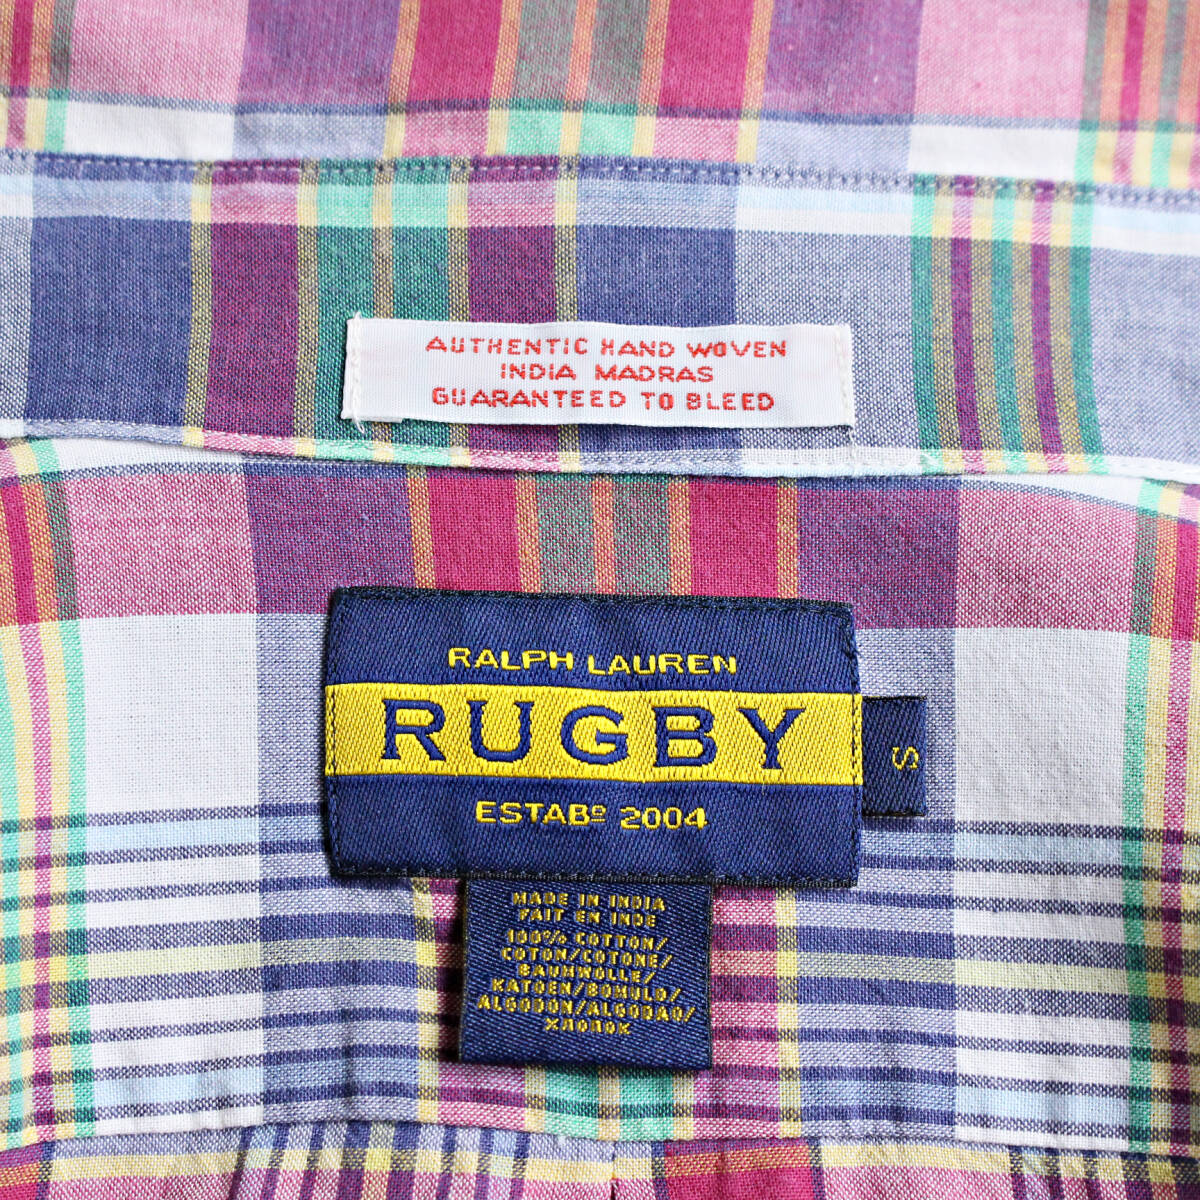 AUTHENTIC HAND WOVEN
INDIA MADRAS
GUARANTEED TO BLEED
RALPH LAUREN
RUGBY
ESTABº 2004
S
MADE IN INDIA
FAIT EN INDE
100% COTTON/
COTON/COTONE/
BAUMWOLLE/
KATOEN/BOMULD/
ALGODON/ALGODAO/
ХЛОПОК